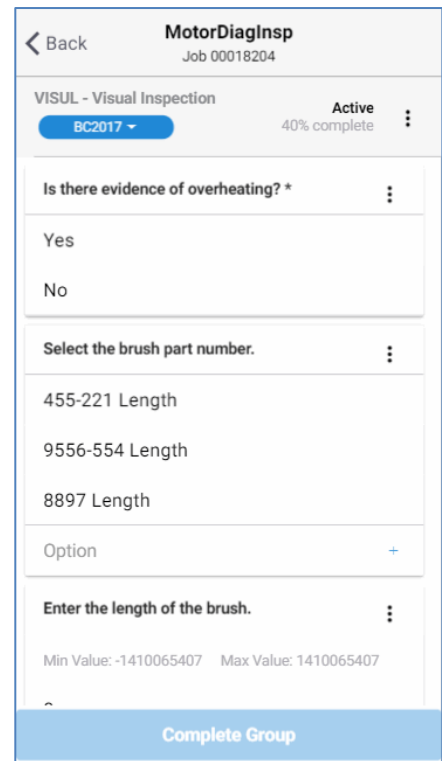 Back
MotorDiagInsp
Job 00018204
VISUL - Visual Inspection
BC2017
Active
40% complete
Is there evidence of overheating? *
Yes
No
Select the brush part number.
455-221 Length
9556-554 Length
8897 Length
Option +
Enter the length of the brush.
Min Value: -1410065407 Max Value: 1410065407
Complete Group